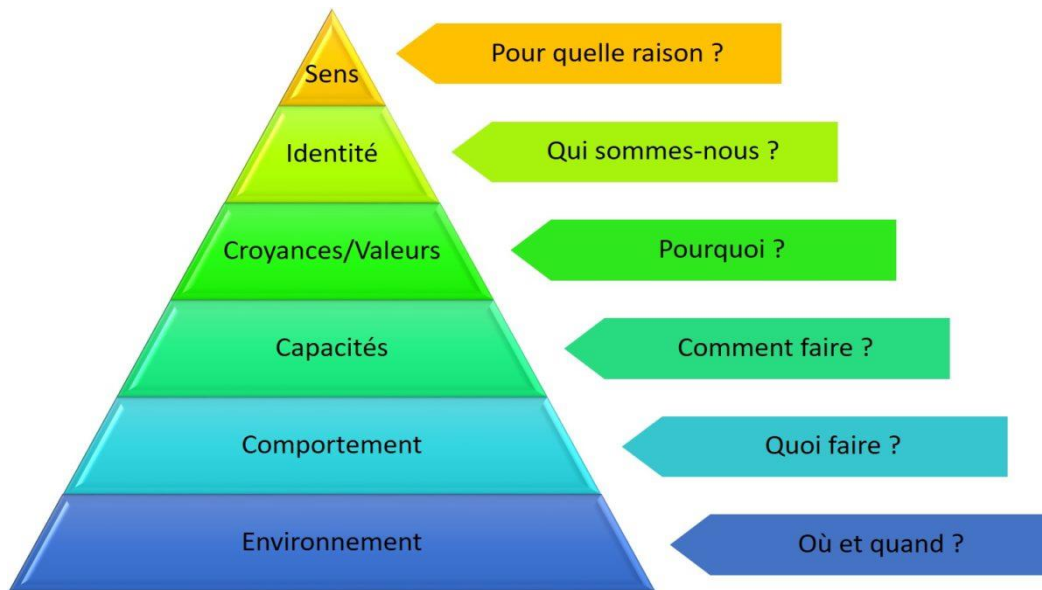 Sens
Pour quelle raison ?
Identité
Qui sommes-nous ?
Croyances/Valeurs
Pourquoi ?
Capacités
Comment faire ?
Comportement
Quoi faire ?
Environnement
Où et quand ?